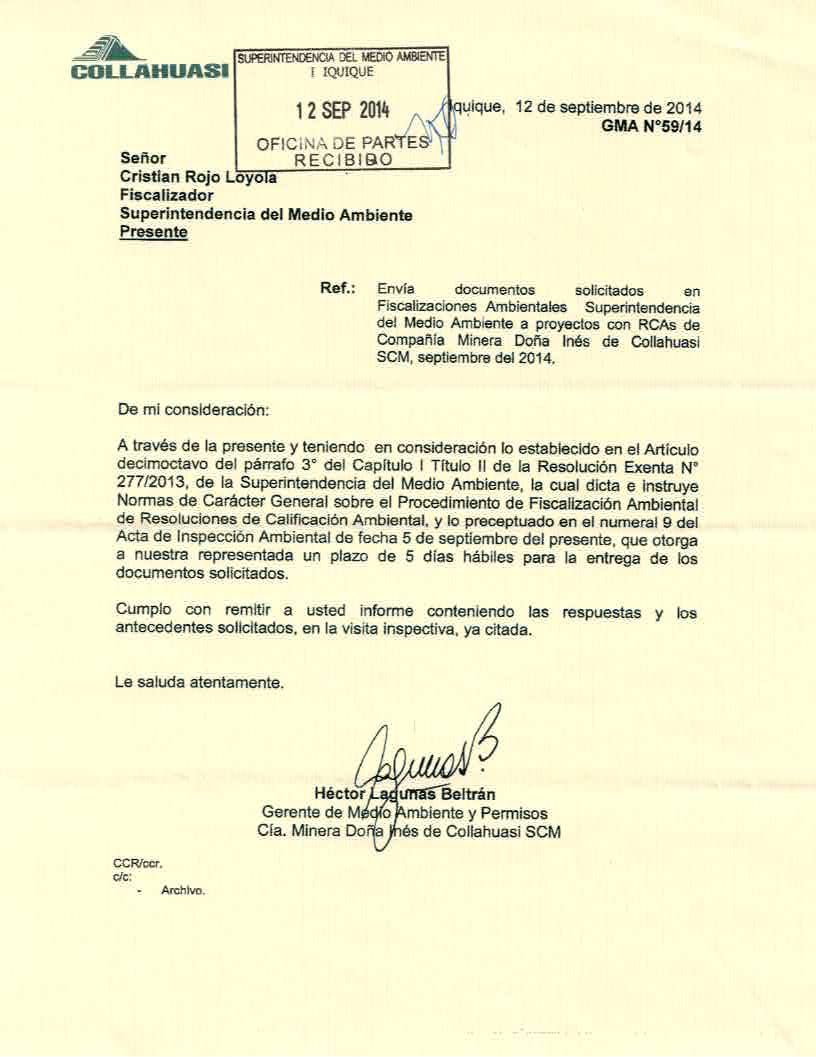 COLLAHUASI
SUPERINTENDENCIA DEL MEDIO AMBIENTE
I IQUIQUE
12 SEP 2014
OFICINA DE PARTES
RECIBIDO
Iquique, 12 de septiembre de 2014
GMA N°59/14
Señor
Cristian Rojo Loyola
Fiscalizador
Superintendencia del Medio Ambiente
Presente
Ref.: Envía documentos solicitados en
Fiscalizaciones Ambientales Superintendencia
del Medio Ambiente a proyectos con RCAs de
Compañía Minera Doña Inés de Collahuasi
SCM, septiembre del 2014.
De mi consideración:
A través de la presente y teniendo en consideración lo establecido en el Artículo
decimoctavo del párrafo 3° del Capítulo I Título II de la Resolución Exenta N°
277/2013, de la Superintendencia del Medio Ambiente, la cual dicta e instruye
Normas de Carácter General sobre el Procedimiento de Fiscalización Ambiental
de Resoluciones de Calificación Ambiental, y lo preceptuado en el numeral 9 del
Acta de Inspección Ambiental de fecha 5 de septiembre del presente, que otorga
a nuestra representada un plazo de 5 días hábiles para la entrega de los
documentos solicitados.
Cumplo con remitir a usted informe conteniendo las respuestas y los
antecedentes solicitados, en la visita inspectiva, ya citada.
Le saluda atentamente.
Lagunas B.
Héctor Lagunas Beltrán
Gerente de Medio Ambiente y Permisos
Cía. Minera Doña Inés de Collahuasi SCM
CCR/ccr.
c/c:
- Archivo.